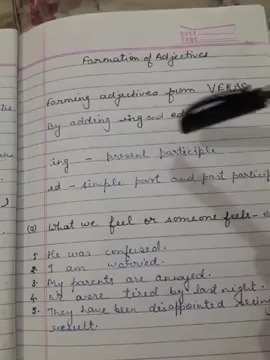 Formation of Adjectives
Forming adjectives from VERBS
By adding -ing and ed
ing - present participle
ed - simple past and past particip
(a) What we feel or someone feels -
1. He was confused.
2. I am worried.
3. My parents are annoyed.
4. We were tired by last night.
5. They have been disappointed seeing
result.